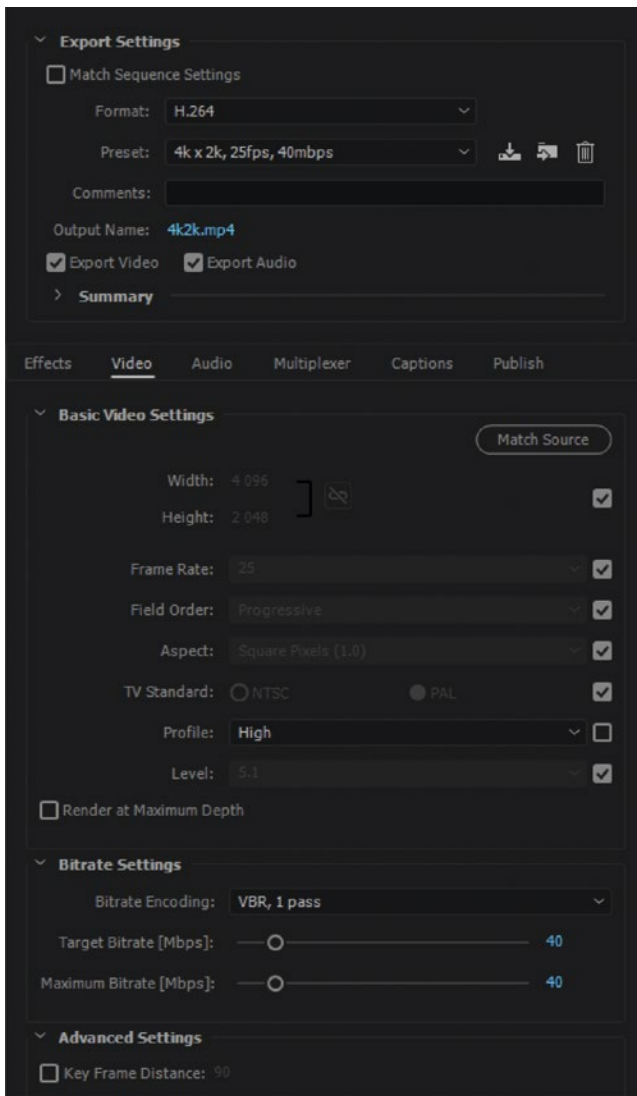 Export Settings
Match Sequence Settings
Format: H.264
Preset: 4k x 2k, 25fps, 40mbps
Comments:
Output Name: 4k2k.mp4
Export Video Export Audio
Summary
Effects Video Audio Multiplexer Captions Publish
Basic Video Settings
Match Source
Width: 4 096
Height: 2 048
Frame Rate: 25
Field Order: Progressive
Aspect: Square Pixels (1.0)
TV Standard: NTSC PAL
Profile: High
Level: 5.1
Render at Maximum Depth
Bitrate Settings
Bitrate Encoding: VBR, 1 pass
Target Bitrate [Mbps]: 40
Maximum Bitrate [Mbps]: 40
Advanced Settings
Key Frame Distance: 90